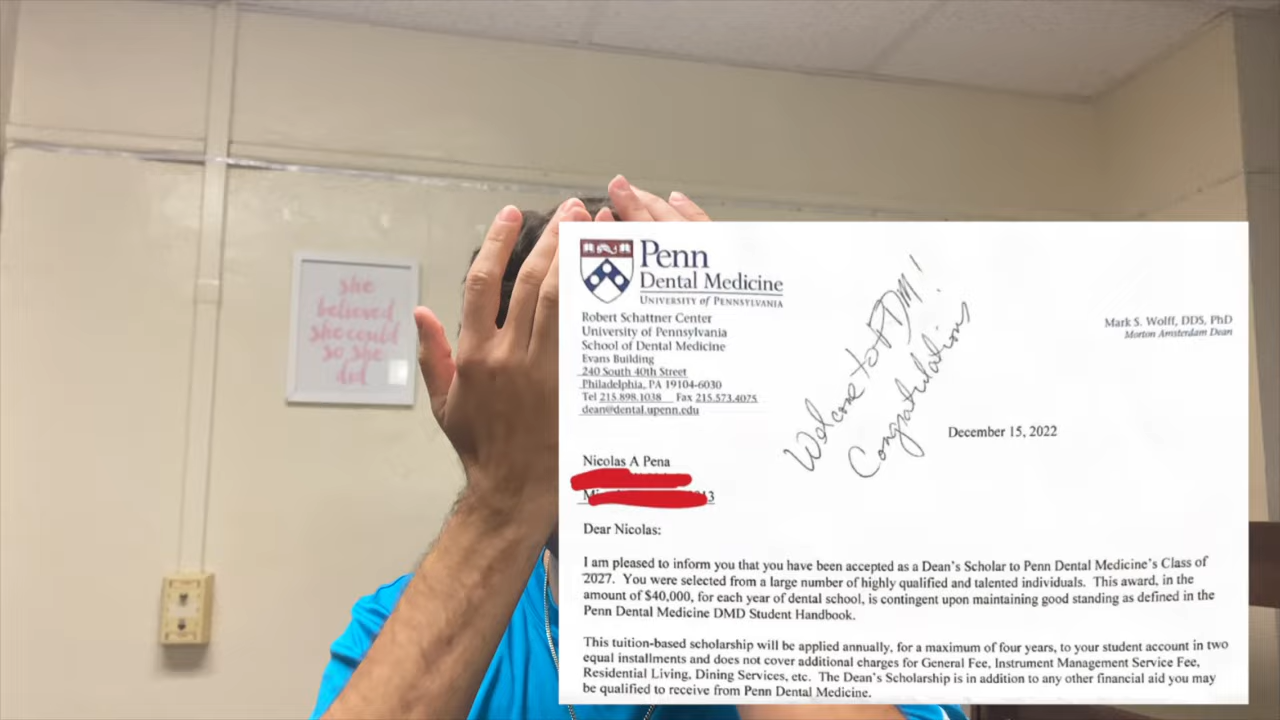 she
believed
she could
so she
did
Penn
Dental Medicine
UNIVERSITY of PENNSYLVANIA
Robert Schattner Center
University of Pennsylvania
School of Dental Medicine
Evans Building
240 South 40th Street
Philadelphia, PA 19104-6030
Tel 215.898.1038 Fax 215.573.4075
dean@dental.upenn.edu
Welcome to PDM!
Congratulations
Mark S. Wolff, DDS, PhD
Morton Amsterdam Dean
December 15, 2022
Nicolas A Pena
Dear Nicolas:
I am pleased to inform you that you have been accepted as a Dean's Scholar to Penn Dental Medicine's Class of
2027. You were selected from a large number of highly qualified and talented individuals. This award, in the
amount of $40,000, for each year of dental school, is contingent upon maintaining good standing as defined in the
Penn Dental Medicine DMD Student Handbook.
This tuition-based scholarship will be applied annually, for a maximum of four years, to your student account in two
equal installments and does not cover additional charges for General Fee, Instrument Management Service Fee,
Residential Living, Dining Services, etc. The Dean's Scholarship is in addition to any other financial aid you may
be qualified to receive from Penn Dental Medicine.